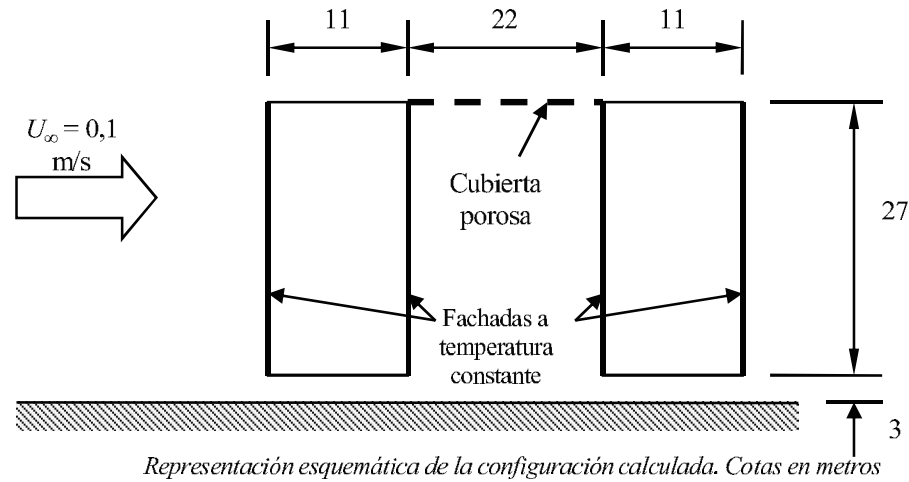 11
22
11
U∞ = 0,1
m/s
Cubierta
porosa
27
Fachadas a
temperatura
constante
3
Representación esquemática de la configuración calculada. Cotas en metros